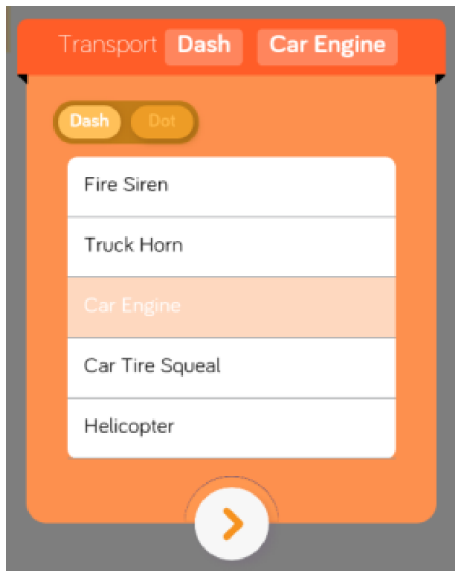 Transport Dash Car Engine
Dash Dot
Fire Siren
Truck Horn
Car Engine
Car Tire Squeal
Helicopter